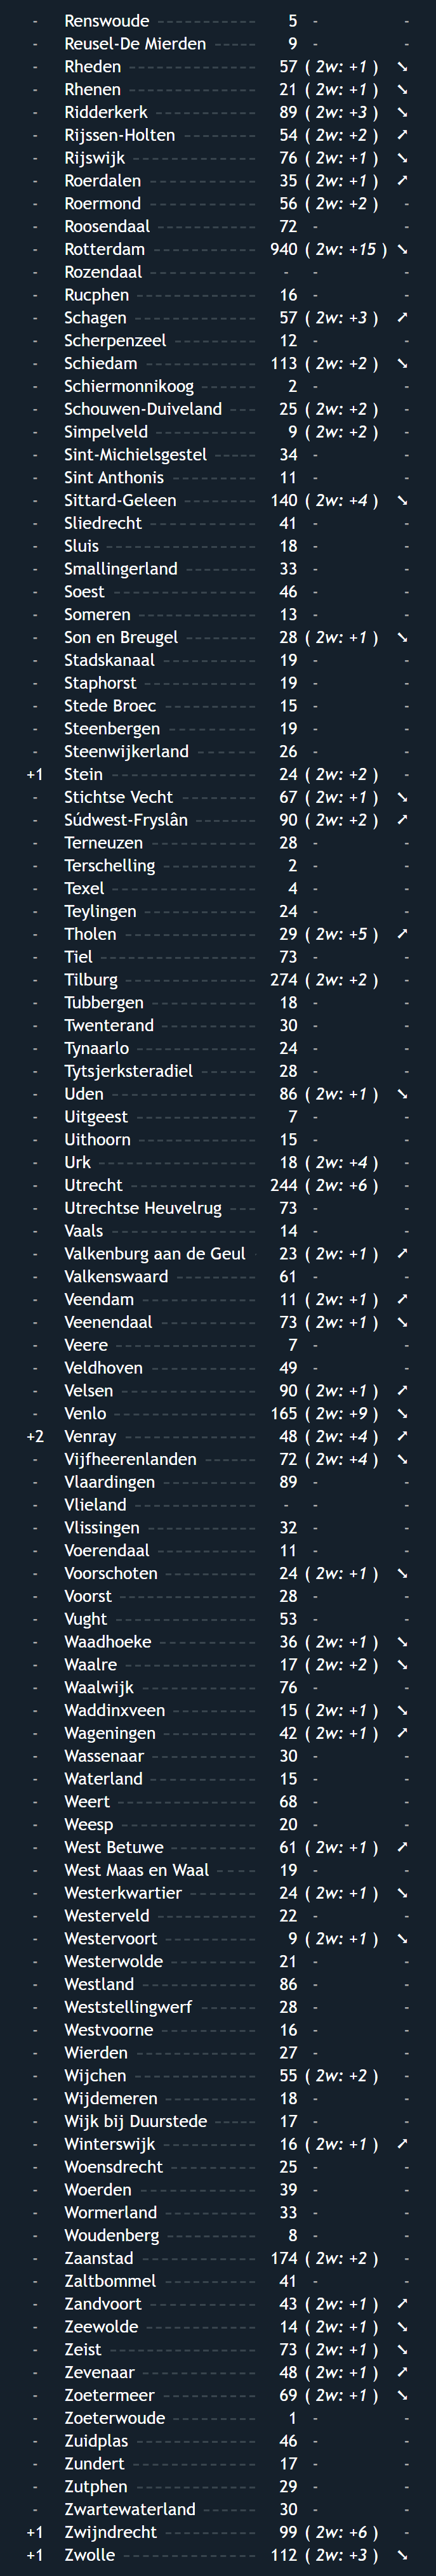 - Renswoude 5 - -
- Reusel-De Mierden 9 - -
- Rheden 57 ( 2w: +1 ) ➘
- Rhenen 21 ( 2w: +1 ) ➘
- Ridderkerk 89 ( 2w: +3 ) ➘
- Rijssen-Holten 54 ( 2w: +2 ) ➚
- Rijswijk 76 ( 2w: +1 ) ➘
- Roerdalen 35 ( 2w: +1 ) ➚
- Roermond 56 ( 2w: +2 ) -
- Roosendaal 72 - -
- Rotterdam 940 ( 2w: +15 ) ➘
- Rozendaal - - -
- Rucphen 16 - -
- Schagen 57 ( 2w: +3 ) ➚
- Scherpenzeel 12 - -
- Schiedam 113 ( 2w: +2 ) ➘
- Schiermonnikoog 2 - -
- Schouwen-Duiveland 25 ( 2w: +2 ) -
- Simpelveld 9 ( 2w: +2 ) -
- Sint-Michielsgestel 34 - -
- Sint Anthonis 11 - -
- Sittard-Geleen 140 ( 2w: +4 ) ➘
- Sliedrecht 41 - -
- Sluis 18 - -
- Smallingerland 33 - -
- Soest 46 - -
- Someren 13 - -
- Son en Breugel 28 ( 2w: +1 ) ➘
- Stadskanaal 19 - -
- Staphorst 19 - -
- Stede Broec 15 - -
- Steenbergen 19 - -
- Steenwijkerland 26 - -
+1 Stein 24 ( 2w: +2 ) -
- Stichtse Vecht 67 ( 2w: +1 ) ➘
- Súdwest-Fryslân 90 ( 2w: +2 ) ➚
- Terneuzen 28 - -
- Terschelling 2 - -
- Texel 4 - -
- Teylingen 24 - -
- Tholen 29 ( 2w: +5 ) ➚
- Tiel 73 - -
- Tilburg 274 ( 2w: +2 ) -
- Tubbergen 18 - -
- Twenterand 30 - -
- Tynaarlo 24 - -
- Tytsjerksteradiel 28 - -
- Uden 86 ( 2w: +1 ) ➘
- Uitgeest 7 - -
- Uithoorn 15 - -
- Urk 18 ( 2w: +4 ) -
- Utrecht 244 ( 2w: +6 ) -
- Utrechtse Heuvelrug 73 - -
- Vaals 14 - -
- Valkenburg aan de Geul 23 ( 2w: +1 ) ➚
- Valkenswaard 61 - -
- Veendam 11 ( 2w: +1 ) ➚
- Veenendaal 73 ( 2w: +1 ) ➘
- Veere 7 - -
- Veldhoven 49 - -
- Velsen 90 ( 2w: +1 ) ➚
- Venlo 165 ( 2w: +9 ) ➘
+2 Venray 48 ( 2w: +4 ) ➚
- Vijfheerenlanden 72 ( 2w: +4 ) ➘
- Vlaardingen 89 - -
- Vlieland - - -
- Vlissingen 32 - -
- Voerendaal 11 - -
- Voorschoten 24 ( 2w: +1 ) ➘
- Voorst 28 - -
- Vught 53 - -
- Waadhoeke 36 ( 2w: +1 ) ➘
- Waalre 17 ( 2w: +2 ) ➘
- Waalwijk 76 - -
- Waddinxveen 15 ( 2w: +1 ) ➘
- Wageningen 42 ( 2w: +1 ) ➚
- Wassenaar 30 - -
- Waterland 15 - -
- Weert 68 - -
- Weesp 20 - -
- West Betuwe 61 ( 2w: +1 ) ➚
- West Maas en Waal 19 - -
- Westerkwartier 24 ( 2w: +1 ) ➘
- Westerveld 22 - -
- Westervoort 9 ( 2w: +1 ) ➘
- Westerwolde 21 - -
- Westland 86 - -
- Weststellingwerf 28 - -
- Westvoorne 16 - -
- Wierden 27 - -
- Wijchen 55 ( 2w: +2 ) -
- Wijdemeren 18 - -
- Wijk bij Duurstede 17 - -
- Winterswijk 16 ( 2w: +1 ) ➚
- Woensdrecht 25 - -
- Woerden 39 - -
- Wormerland 33 - -
- Woudenberg 8 - -
- Zaanstad 174 ( 2w: +2 ) -
- Zaltbommel 41 - -
- Zandvoort 43 ( 2w: +1 ) ➚
- Zeewolde 14 ( 2w: +1 ) ➘
- Zeist 73 ( 2w: +1 ) ➘
- Zevenaar 48 ( 2w: +1 ) ➚
- Zoetermeer 69 ( 2w: +1 ) ➘
- Zoeterwoude 1 - -
- Zuidplas 46 - -
- Zundert 17 - -
- Zutphen 29 - -
- Zwartewaterland 30 - -
+1 Zwijndrecht 99 ( 2w: +6 ) -
+1 Zwolle 112 ( 2w: +3 ) ➘